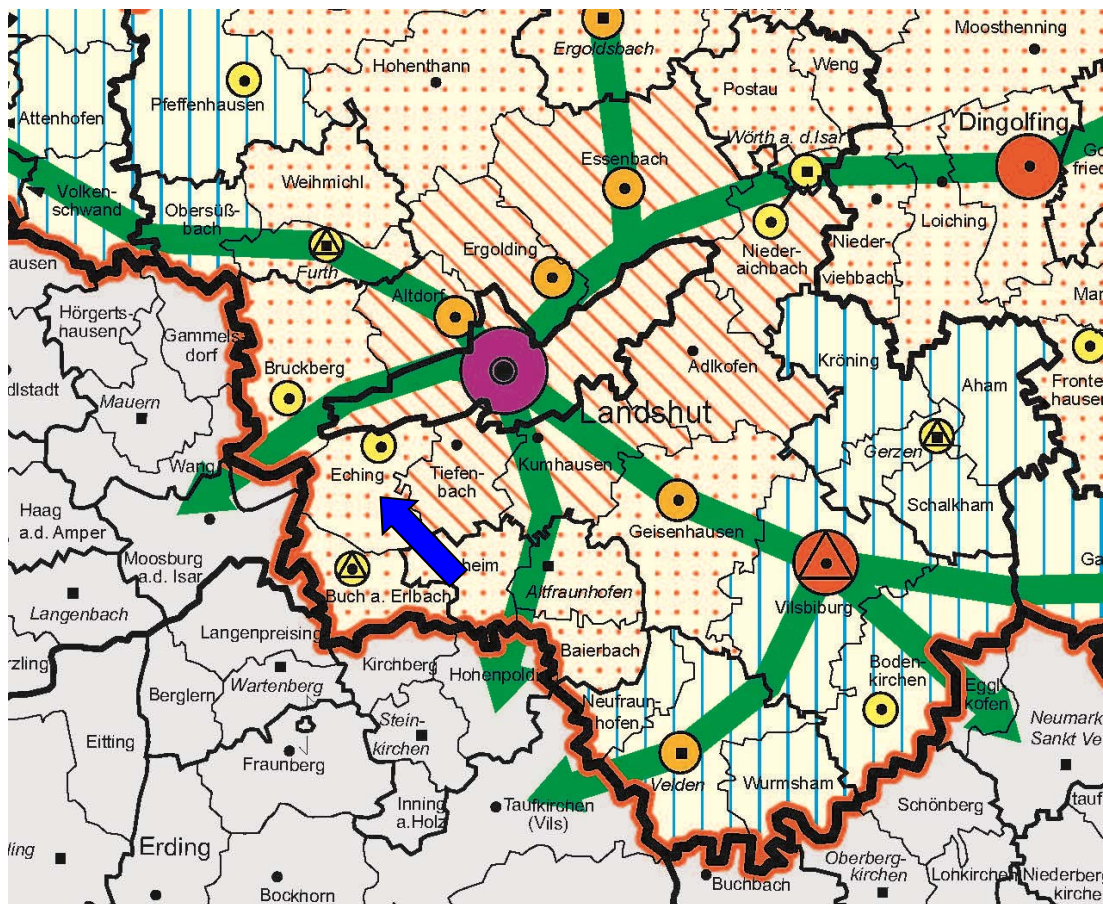 Ergoldsbach
Moosthenning
Hohenthann
Weng
Pfeffenhausen
Postau
Attenhofen
Dingolfing
Wörth a. d. Isar
Essenbach
Weihmichl
Volken-
schwand
Obersüß-
bach
Loiching
Ergolding
Nieder-
aichbach
Nieder-
viehbach
Furth
Altdorf
Hörgerts-
hausen
Gammels-
dorf
Kröning
Bruckberg
Adlkofen
Aham
Mauern
Landshut
Gerzen
Wang
Eching
Tiefen-
bach
Kumhausen
Haag
a.d. Amper
Schalkham
Geisenhausen
Moosburg
a.d. Isar
heim
Buch a. Erlbach
Altfraunhofen
Vilsbiburg
Langenbach
Langenpreising
Baierbach
Kirchberg
Boden-
kirchen
Berglern
Wartenberg
Neufraun-
hofen
Eggl
kofen
Stein-
kirchen
Eitting
Fraunberg
Velden
Wurmsham
Inning
a.Holz
Taufkirchen
(Vils)
Schönberg
Erding
Oberberg-
kirchen
Lohkirchen
Buchbach
Bockhorn